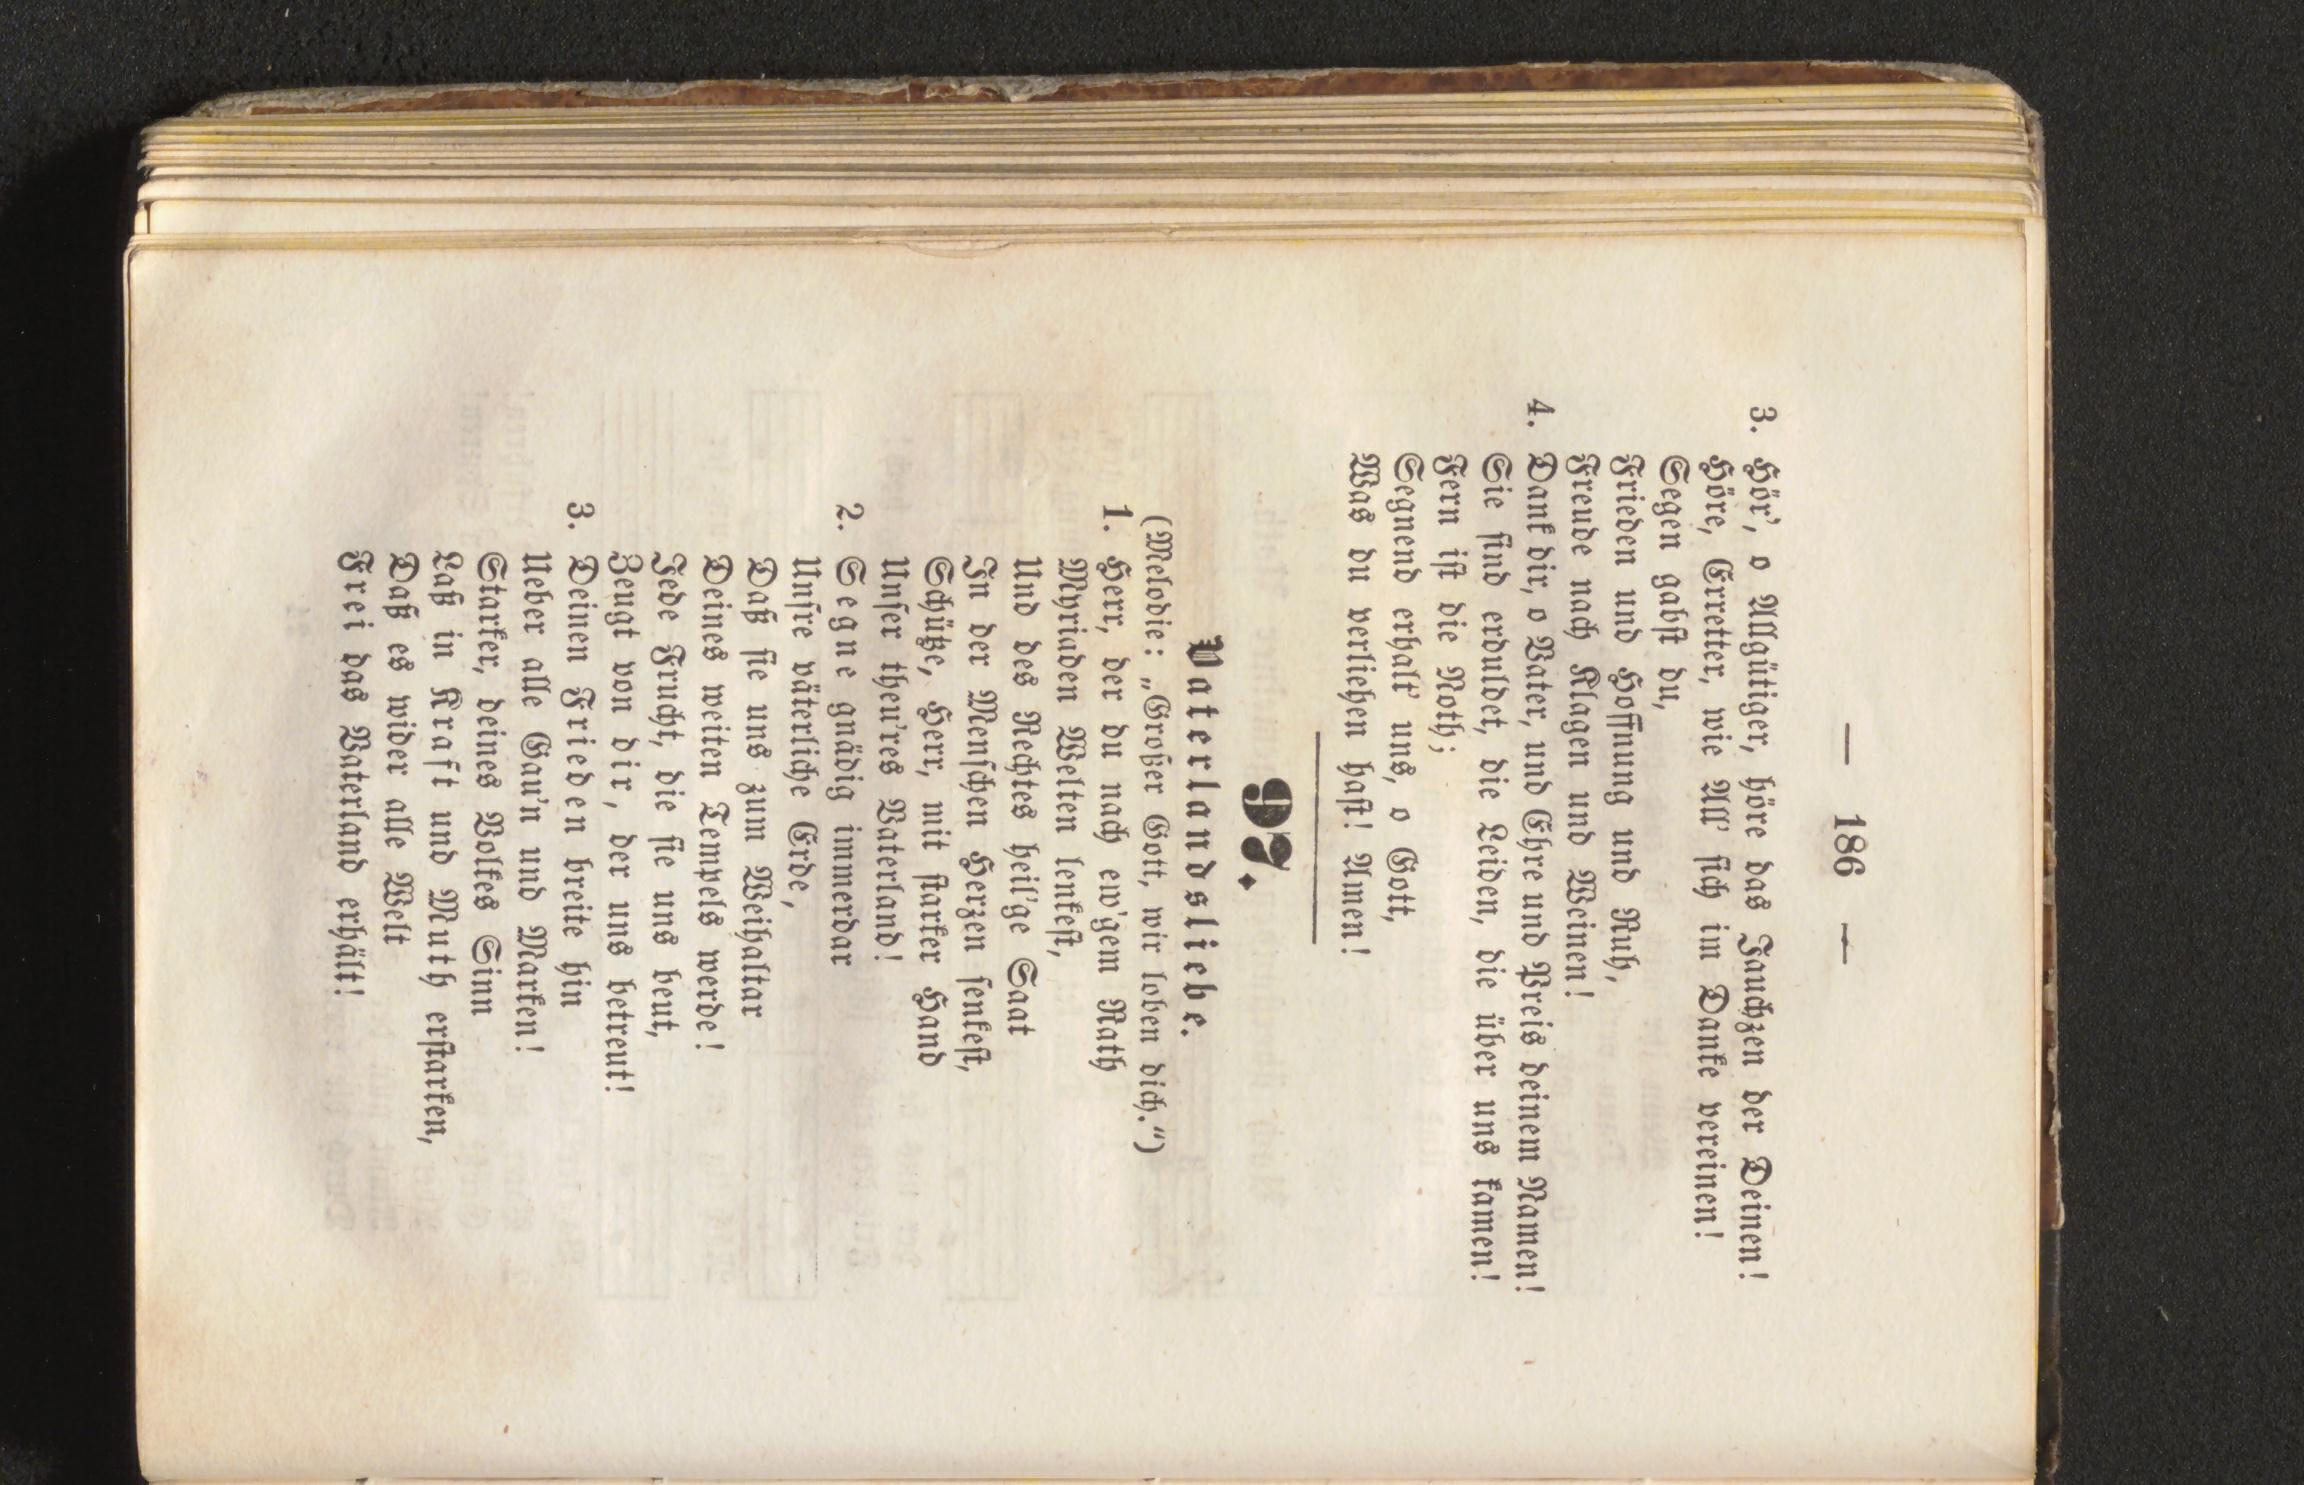 — 186 —
3. Hör', o Allgütiger, höre das Jauchzen der Deinen!
Höre, Erretter, wie All' sich im Danke vereinen!
Segen gabst du,
Frieden und Hoffnung und Ruh,
Freude nach Klagen und Weinen!
4. Dank dir, o Vater, und Ehre und Preis deinem Namen!
Sie sind erduldet, die Leiden, die über uns kamen!
Fern ist die Noth;
Segnend erhalt' uns, o Gott,
Was du verliehen hast! Amen!
97.
Vaterlandsliebe.
(Melodie: „Großer Gott, wir loben dich.“)
1. Herr, der du nach ew'gem Rath
Myriaden Welten lenkest,
Und des Rechtes heil'ge Saat
In der Menschen Herzen senkest,
Schütze, Herr, mit starker Hand
Unser theu'res Vaterland!
2. Segne gnädig immerdar
Unsre väterliche Erde,
Daß sie uns zum Weihaltar
Deines weiten Tempels werde!
Jede Frucht, die sie uns beut,
Zeugt von dir, der uns betreut!
3. Deinen Frieden breite hin
Ueber alle Gau'n und Marken!
Starker, deines Volkes Sinn
Laß in Kraft und Muth erstarken,
Daß es wider alle Welt
Frei das Vaterland erhält!